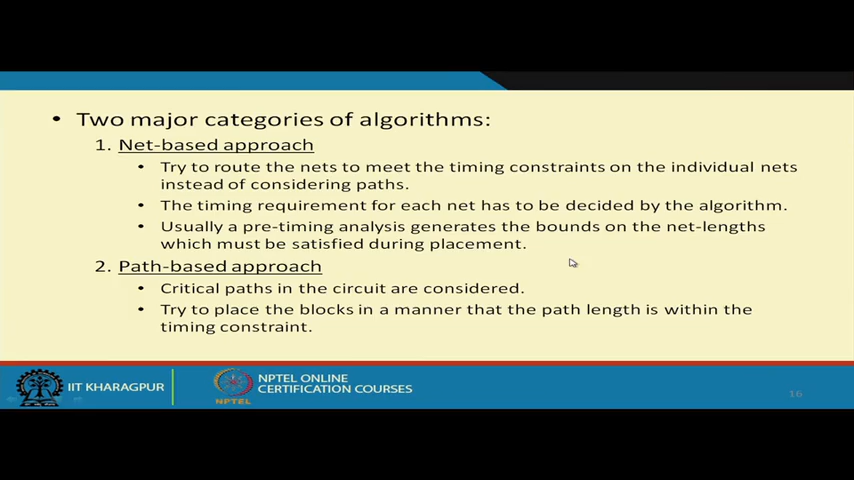 • Two major categories of algorithms:
1. Net-based approach
• Try to route the nets to meet the timing constraints on the individual nets
instead of considering paths.
• The timing requirement for each net has to be decided by the algorithm.
• Usually a pre-timing analysis generates the bounds on the net-lengths
which must be satisfied during placement.
2. Path-based approach
• Critical paths in the circuit are considered.
• Try to place the blocks in a manner that the path length is within the
timing constraint.
IIT KHARAGPUR
NPTEL
NPTEL ONLINE
CERTIFICATION COURSES
16